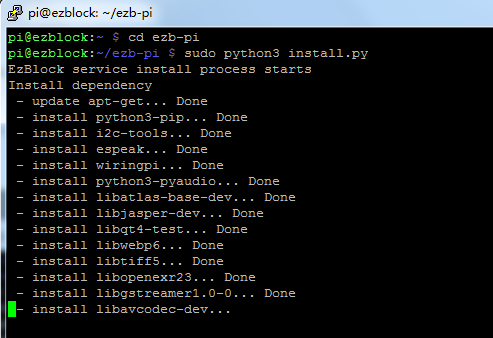 pi@ezblock: ~/ezb-pi
pi@ezblock:~ $ cd ezb-pi
pi@ezblock:~/ezb-pi $ sudo python3 install.py
EzBlock service install process starts
Install dependency
 - update apt-get... Done
 - install python3-pip... Done
 - install i2c-tools... Done
 - install espeak... Done
 - install wiringpi... Done
 - install python3-pyaudio... Done
 - install libatlas-base-dev... Done
 - install libjasper-dev... Done
 - install libqt4-test... Done
 - install libwebp6... Done
 - install libtiff5... Done
 - install libopenexr23... Done
 - install libgstreamer1.0-0... Done
 - install libavcodec-dev...